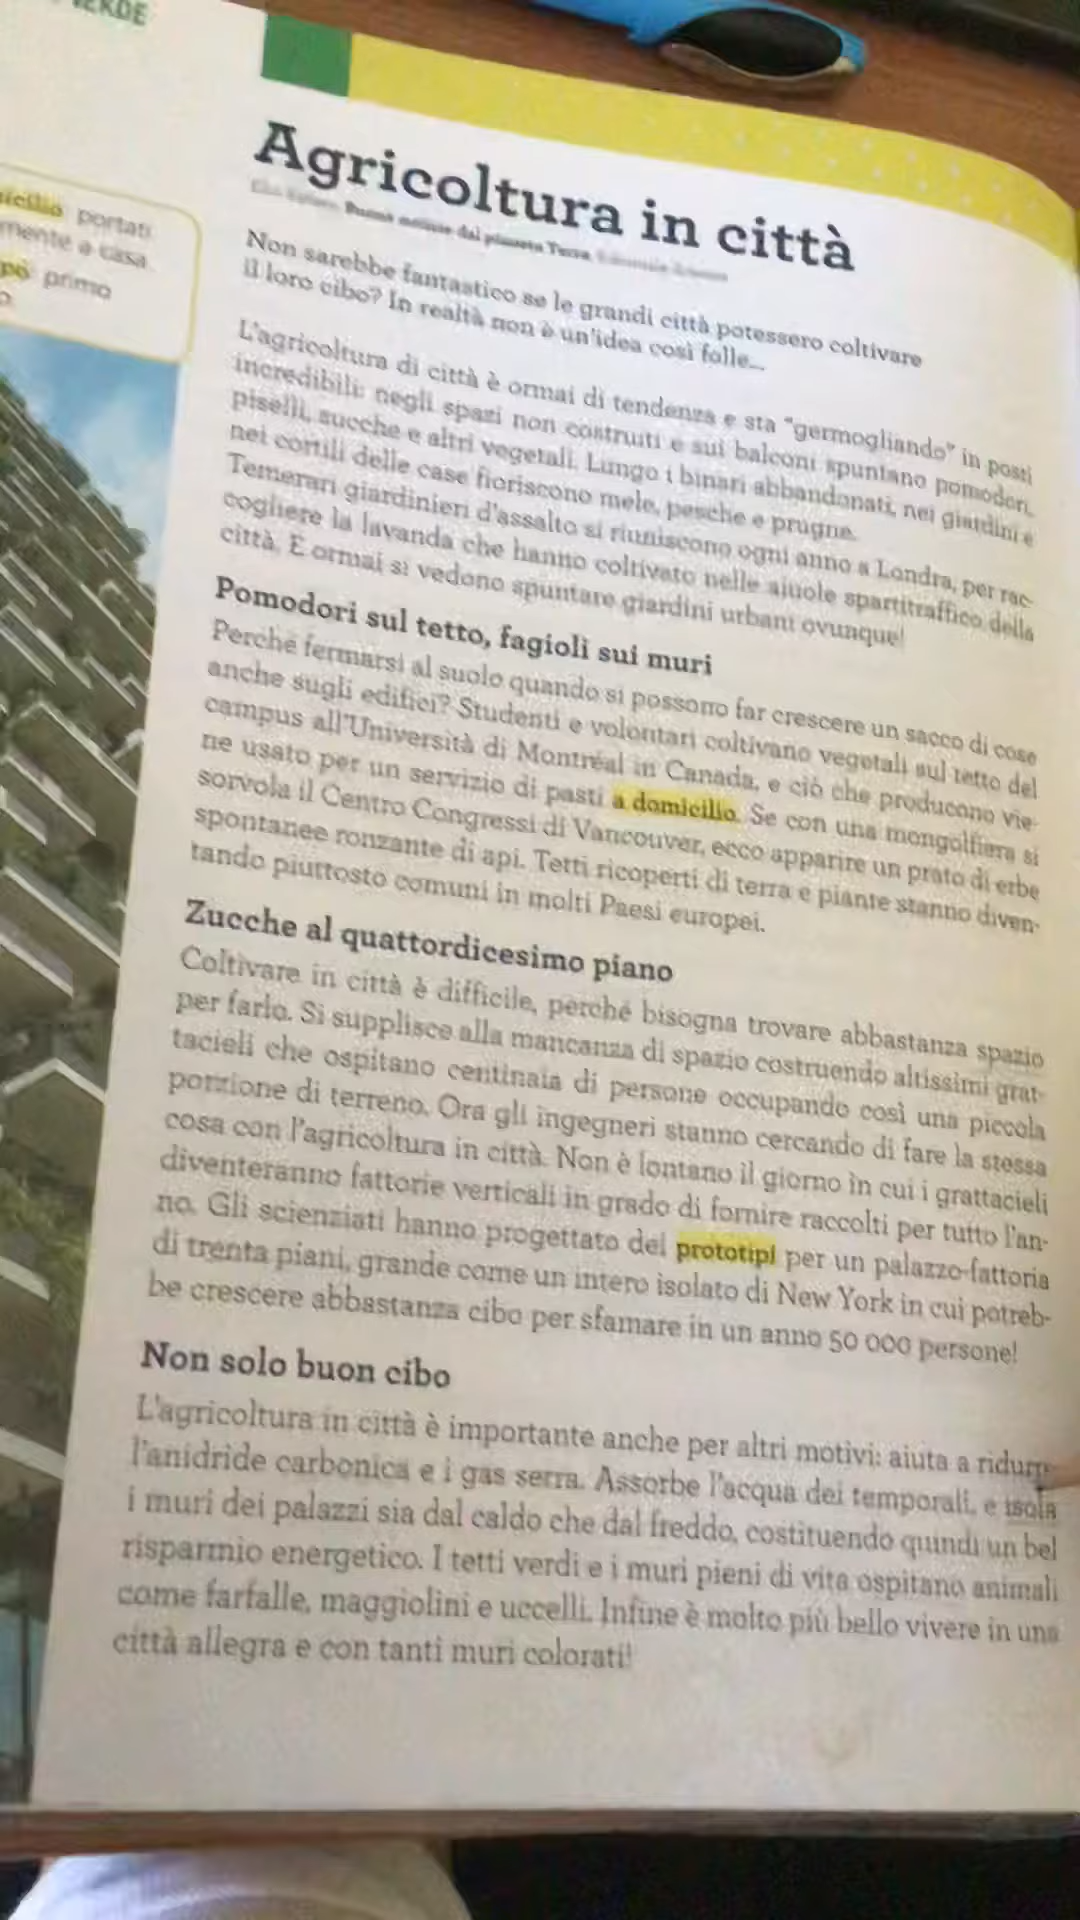 VERDE
Agricoltura in città
Buone notizie dal pianeta Terra
Non sarebbe fantastico se le grandi città potessero coltivare
il loro cibo? In realtà non è un'idea così folle...
L'agricoltura di città è ormai di tendenza e sta "germogliando" in posti
incredibili: negli spazi non costruiti e sui balconi spuntano pomodori,
piselli, zucche e altri vegetali. Lungo i binari abbandonati, nei giardini e
nei cortili delle case fioriscono mele, pesche e prugne.
Temerari giardinieri d'assalto si riuniscono ogni anno a Londra, per rac-
cogliere la lavanda che hanno coltivato nelle aiuole spartitraffico della
città. E ormai si vedono spuntare giardini urbani ovunque!
Pomodori sul tetto, fagioli sui muri
Perché fermarsi al suolo quando si possono far crescere un sacco di cose
anche sugli edifici? Studenti e volontari coltivano vegetali sul tetto del
campus all'Università di Montréal in Canada, e ciò che producono vie-
ne usato per un servizio di pasti a domicilio. Se con una mongolfiera si
sorvola il Centro Congressi di Vancouver, ecco apparire un prato di erbe
spontanee ronzante di api. Tetti ricoperti di terra e piante stanno diven-
tando piuttosto comuni in molti Paesi europei.
Zucche al quattordicesimo piano
Coltivare in città è difficile, perché bisogna trovare abbastanza spazio
per farlo. Si supplisce alla mancanza di spazio costruendo altissimi grat-
tacieli che ospitano centinaia di persone occupando così una piccola
porzione di terreno. Ora gli ingegneri stanno cercando di fare la stessa
cosa con l'agricoltura in città. Non è lontano il giorno in cui i grattacieli
diventeranno fattorie verticali in grado di fornire raccolti per tutto l'an-
no. Gli scienziati hanno progettato dei prototipi per un palazzo-fattoria
di trenta piani, grande come un intero isolato di New York in cui potreb-
be crescere abbastanza cibo per sfamare in un anno 50 000 persone!
Non solo buon cibo
L'agricoltura in città è importante anche per altri motivi: aiuta a ridurre
l'anidride carbonica e i gas serra. Assorbe l'acqua dei temporali, e isola
i muri dei palazzi sia dal caldo che dal freddo, costituendo quindi un bel
risparmio energetico. I tetti verdi e i muri pieni di vita ospitano animali
come farfalle, maggiolini e uccelli. Infine è molto più bello vivere in una
città allegra e con tanti muri colorati!
portati
mente a casa.
primo